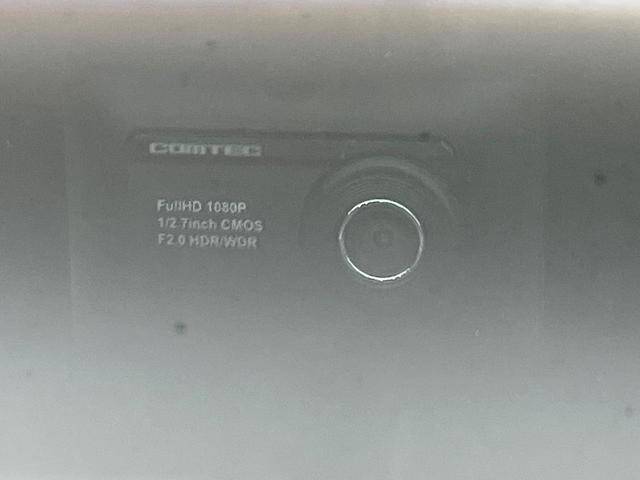 COMTEC
FullHD 1080P
1/2.7inch CMOS
F2.0 HDR/WDR